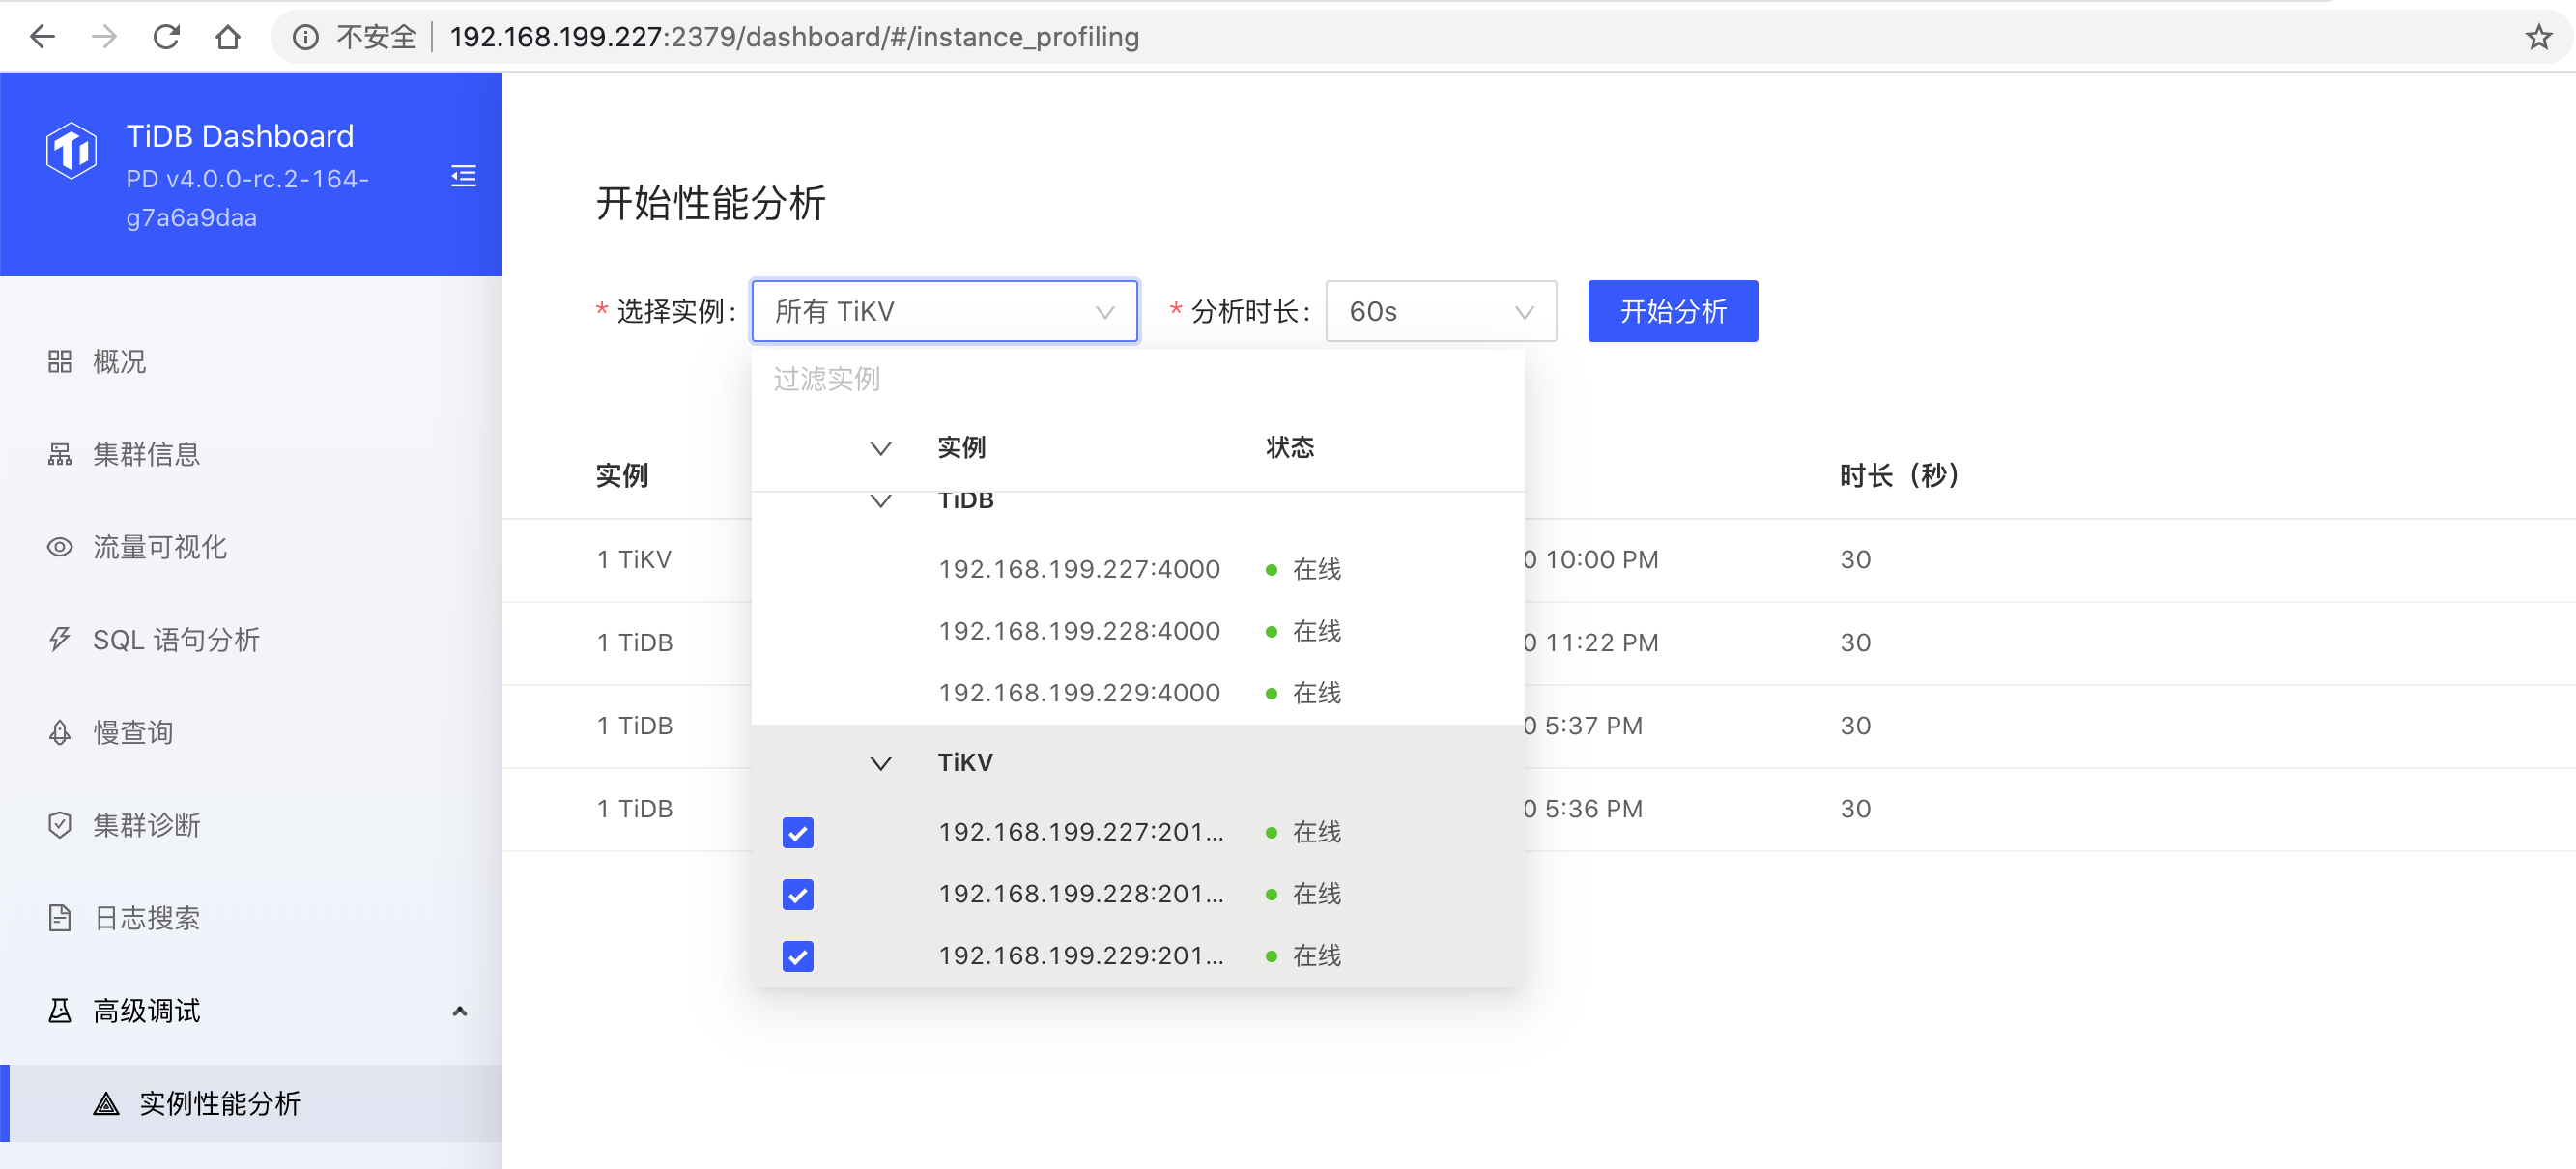 不安全 192.168.199.227:2379/dashboard/#/instance_profiling
TiDB Dashboard
PD v4.0.0-rc.2-164-
g7a6a9daa
概况
集群信息
流量可视化
SQL 语句分析
慢查询
集群诊断
日志搜索
高级调试
实例性能分析
开始性能分析
* 选择实例: 所有 TiKV * 分析时长: 60s 开始分析
过滤实例
实例 状态
TiDB
192.168.199.227:4000 在线
192.168.199.228:4000 在线
192.168.199.229:4000 在线
TiKV
192.168.199.227:201... 在线
192.168.199.228:201... 在线
192.168.199.229:201... 在线
实例 时长（秒）
1 TiKV 0 10:00 PM 30
1 TiDB 0 11:22 PM 30
1 TiDB 0 5:37 PM 30
1 TiDB 0 5:36 PM 30